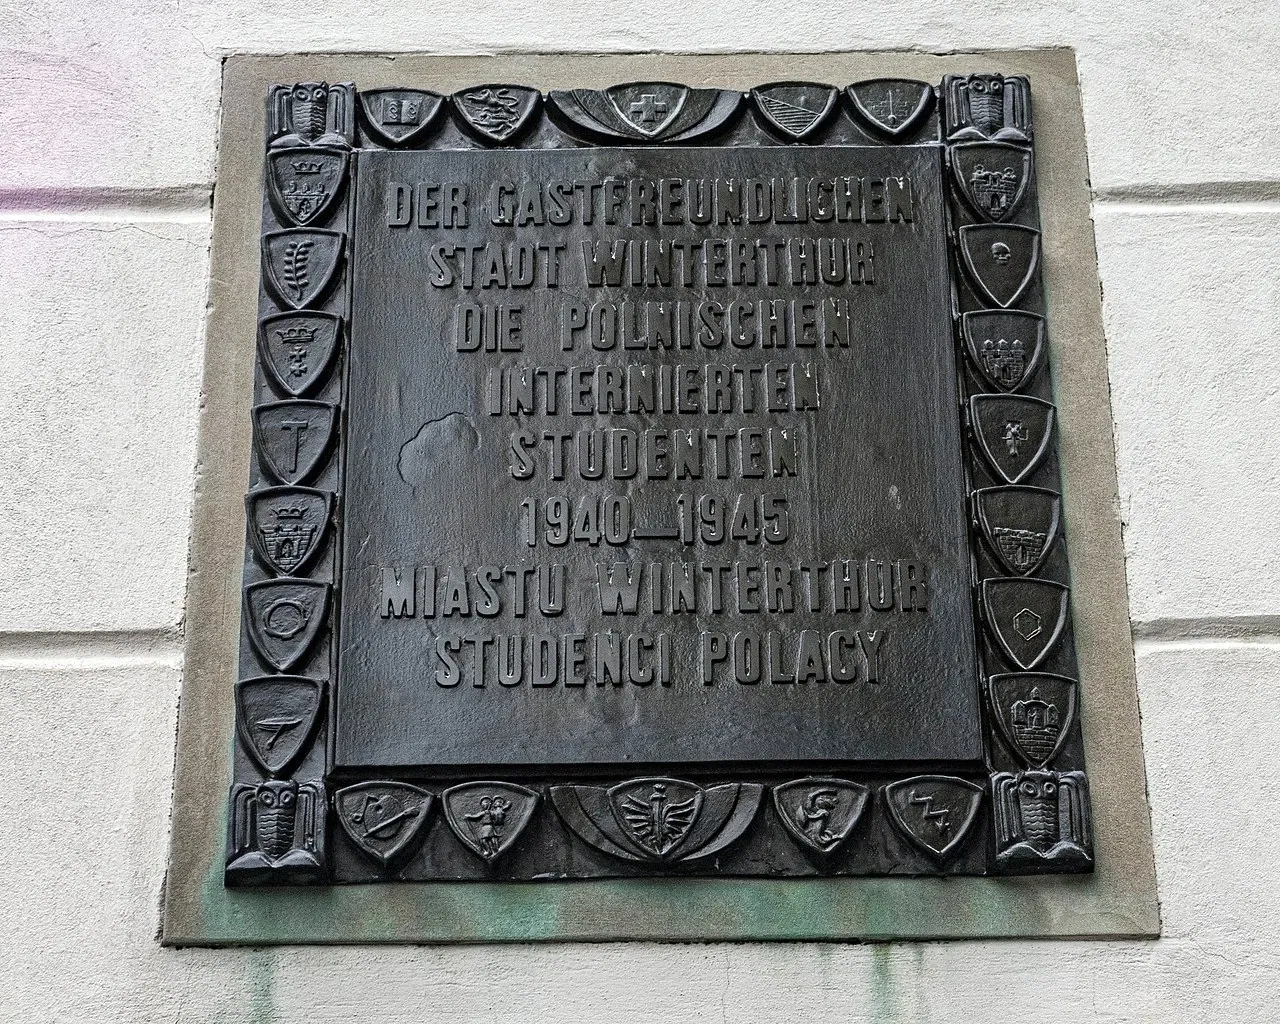 DER GASTFREUNDLICHEN
STADT WINTERTHUR
DIE POLNISCHEN
INTERNIERTEN
STUDENTEN
1940—1945
MIASTU WINTERTHUR
STUDENCI POLACY